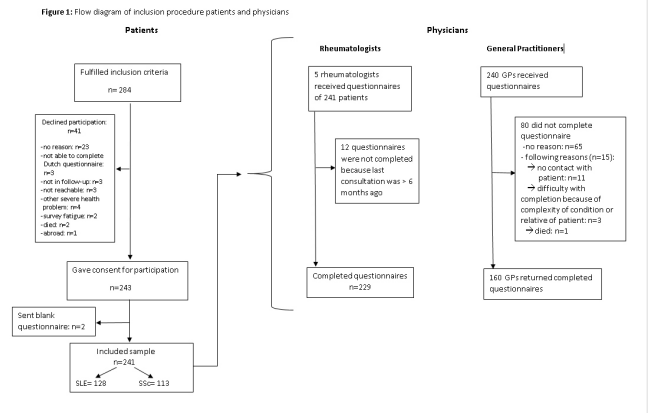 Figure 1: Flow diagram of inclusion procedure patients and physicians
Patients
Physicians
Rheumatologists
General Practitioners
Fulfilled inclusion criteria
n= 284
Declined participation:
n=41
-no reason: n=23
-not able to complete
Dutch questionnaire:
n=3
-not in follow-up: n=3
-not reachable: n=3
-other severe health
problem: n=4
-survey fatigue: n=2
-died: n=2
-abroad: n=1
Gave consent for participation
n=243
Sent blank
questionnaire: n=2
Included sample
n=241
SLE= 128 SSc= 113
5 rheumatologists
received questionnaires
of 241 patients
12 questionnaires
were not completed
because last
consultation was > 6
months ago
Completed questionnaires
n=229
240 GPs received
questionnaires
80 did not complete
questionnaire
-no reason: n=65
- following reasons (n=15):
→ no contact with
patient: n=11
→ difficulty with
completion because of
complexity of condition or
relative of patient: n=3
→ died: n=1
160 GPs returned completed
questionnaires